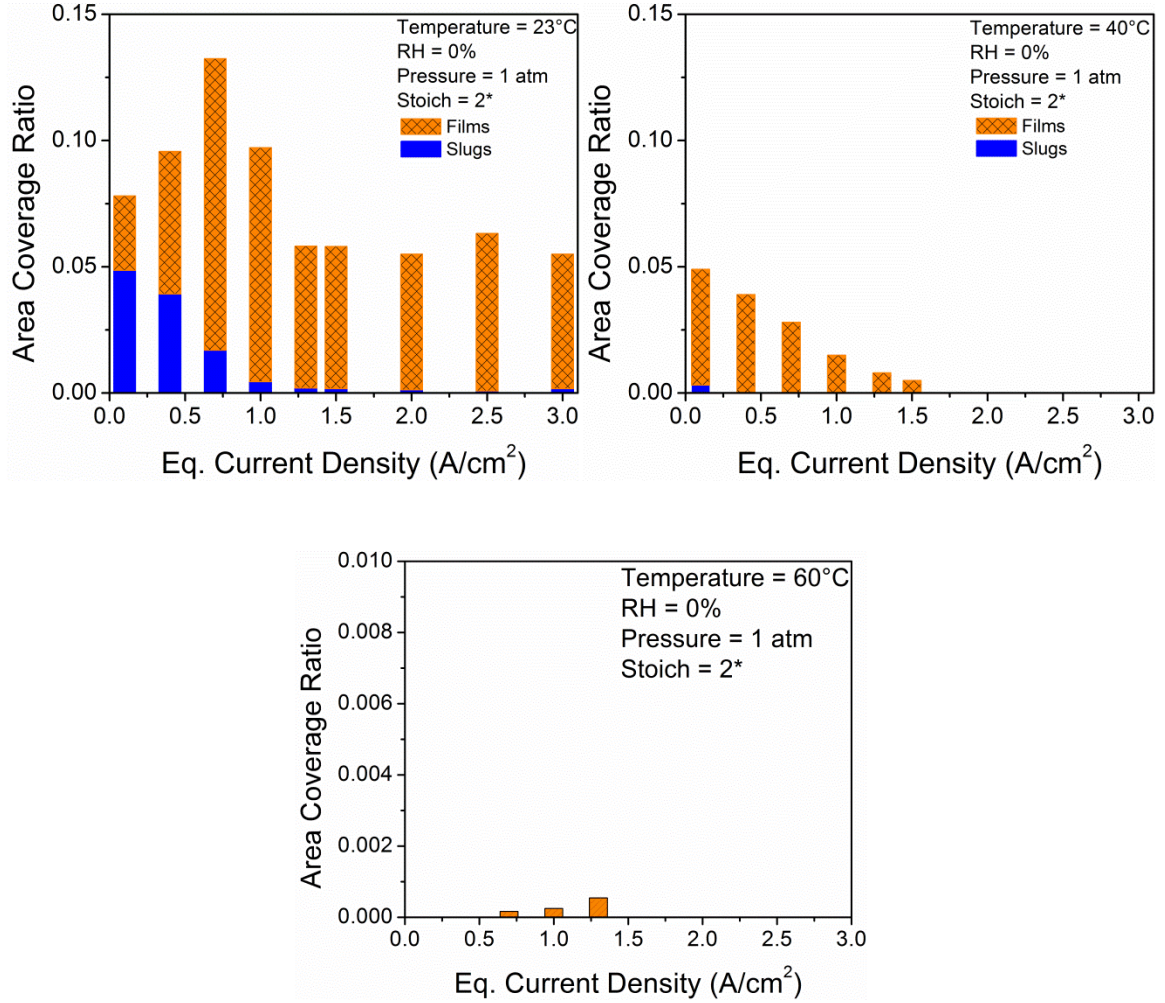 0.15
0.10
0.05
0.00
Area Coverage Ratio
Temperature = 23°C
RH = 0%
Pressure = 1 atm
Stoich = 2*
Films
Slugs
0.0 0.5 1.0 1.5 2.0 2.5 3.0
Eq. Current Density (A/cm²)
0.15
0.10
0.05
0.00
Area Coverage Ratio
Temperature = 40°C
RH = 0%
Pressure = 1 atm
Stoich = 2*
Films
Slugs
0.0 0.5 1.0 1.5 2.0 2.5 3.0
Eq. Current Density (A/cm²)
0.010
0.008
0.006
0.004
0.002
0.000
Area Coverage Ratio
Temperature = 60°C
RH = 0%
Pressure = 1 atm
Stoich = 2*
0.0 0.5 1.0 1.5 2.0 2.5 3.0
Eq. Current Density (A/cm²)